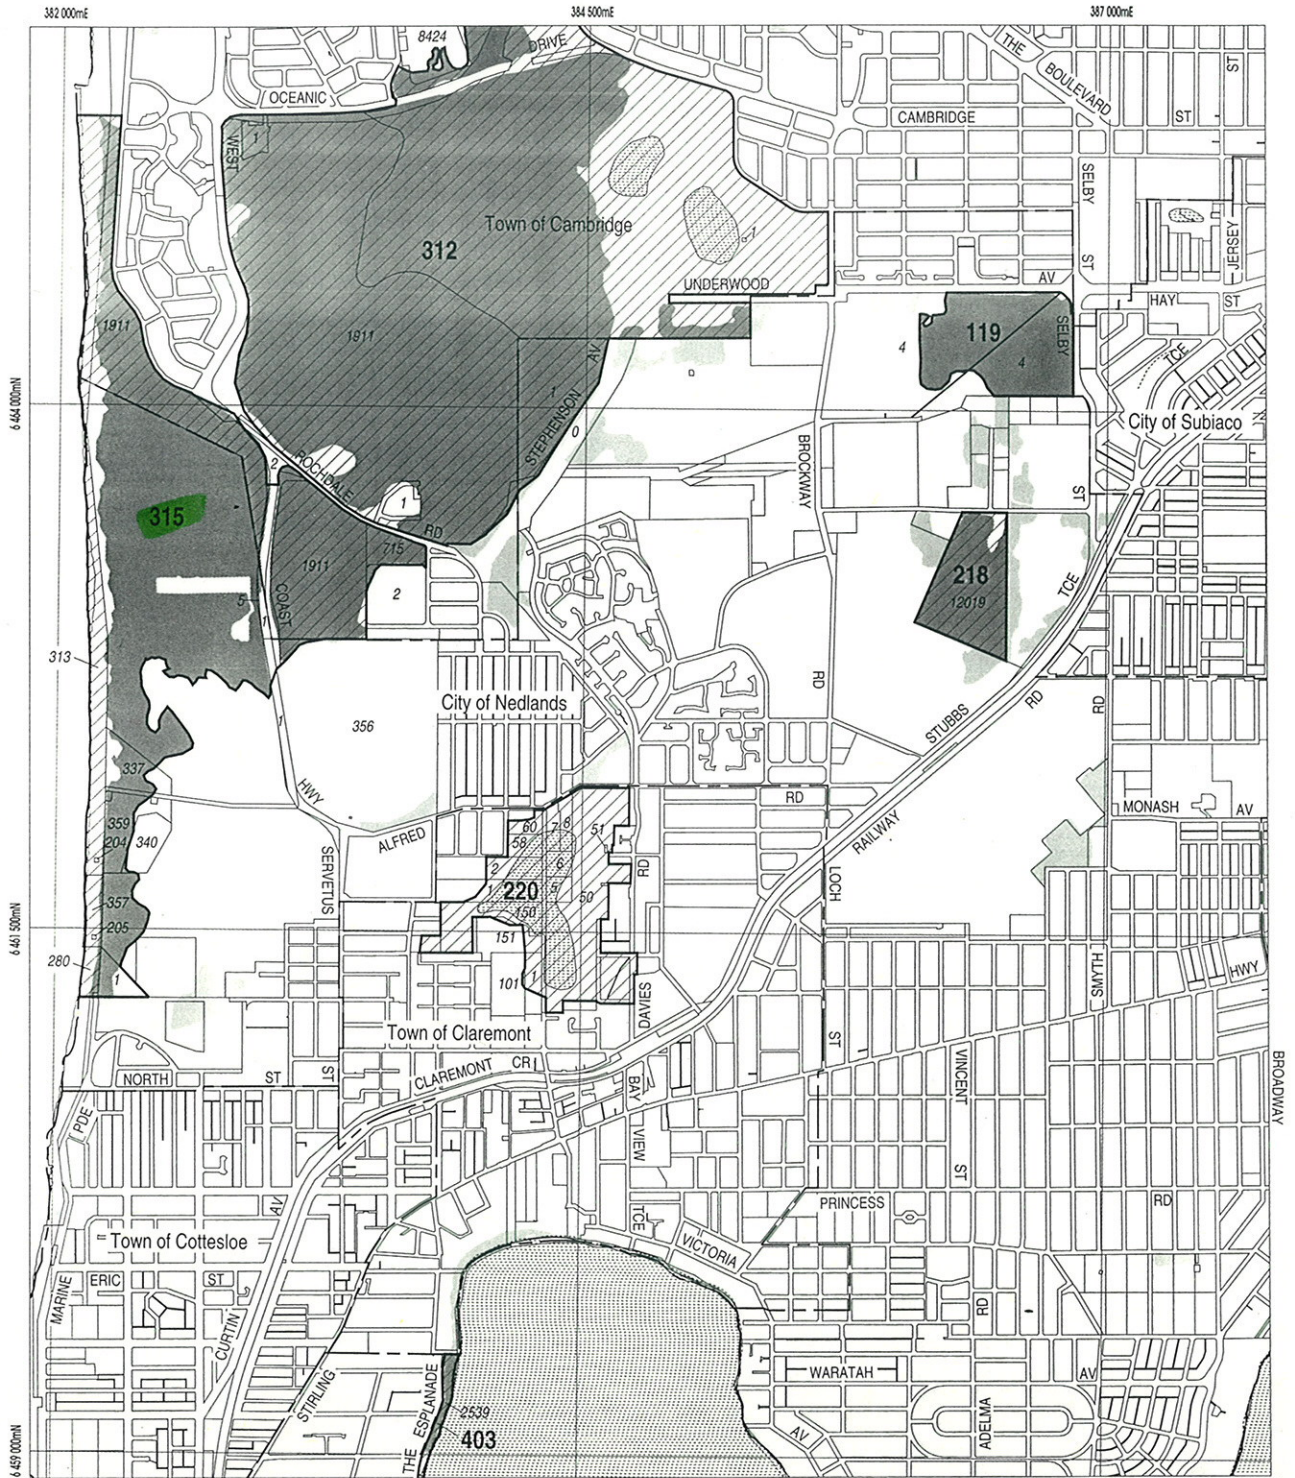 382 000mE
384 500mE
387 000mE
8424
DRIVE
THE
BOULEVARD
ST
OCEANIC
CAMBRIDGE
ST
WEST
1
SELBY
ST
JERSEY
Town of Cambridge
312
1
UNDERWOOD
AV
HAY
ST
1911
1911
AV
4
119
4
SELBY
TCE
6 464 000mN
1
STEPHENSON
0
City of Subiaco
2
ROCHDALE
1
BROCKWAY
ST
315
RD
715
1911
2
218
12019
TCE
5
COAST
1
313
RD
City of Nedlands
STUBBS
RD
RD
356
1
337
HWY
RD
MONASH
AV
359
204
340
ALFRED
60
7
8
51
58
6
2
RAILWAY
SERVETUS
1
220
5
50
RD
LOCH
357
150
205
151
6 461 500mN
280
1
101
1
DAVIES
SMYTH
HWY
Town of Claremont
ST
CLAREMONT
CR
1
NORTH
ST
ST
BAY
VIEW
TCE
VINCENT
ST
BROADWAY
PDE
AV
PRINCESS
RD
Town of Cottesloe
VICTORIA
MARINE
ERIC
ST
CURTIN
RD
STIRLING
WARATAH
AV
THE ESPLANADE
2539
403
AV
ADELMA
6 459 000mN